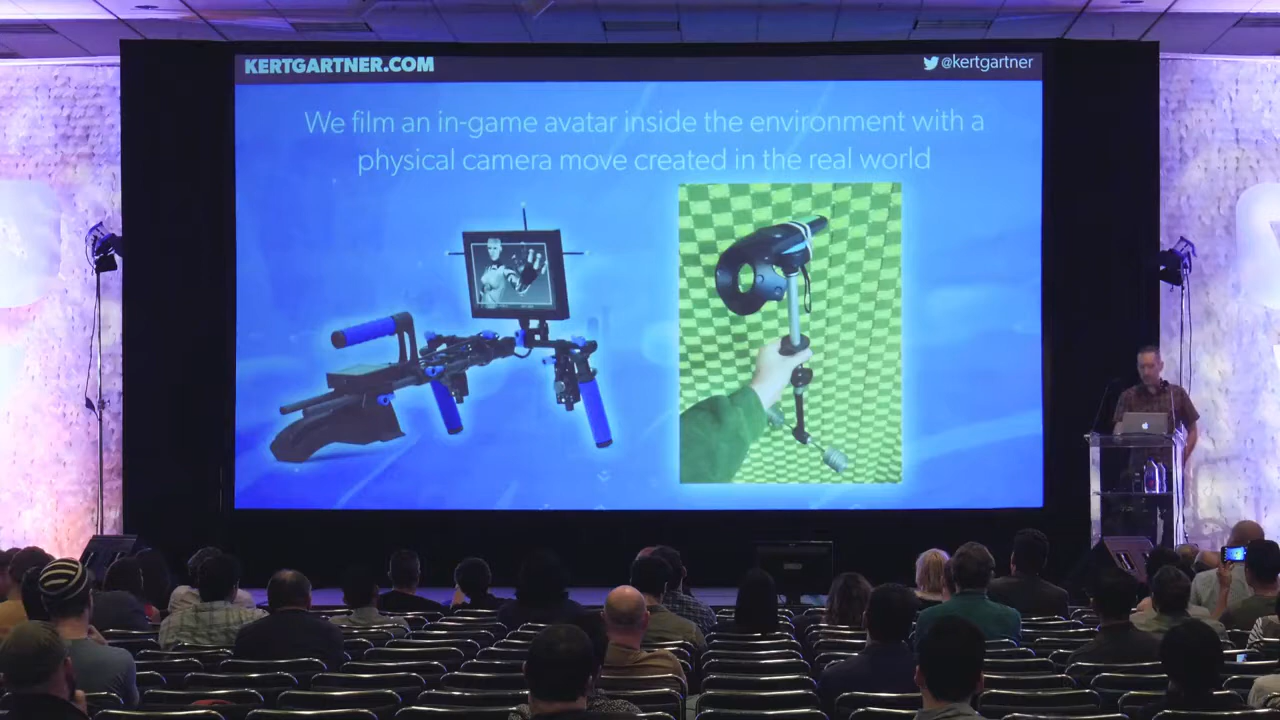 KERTGARTNER.COM
@kertgartner
We film an in-game avatar inside the environment with a
physical camera move created in the real world